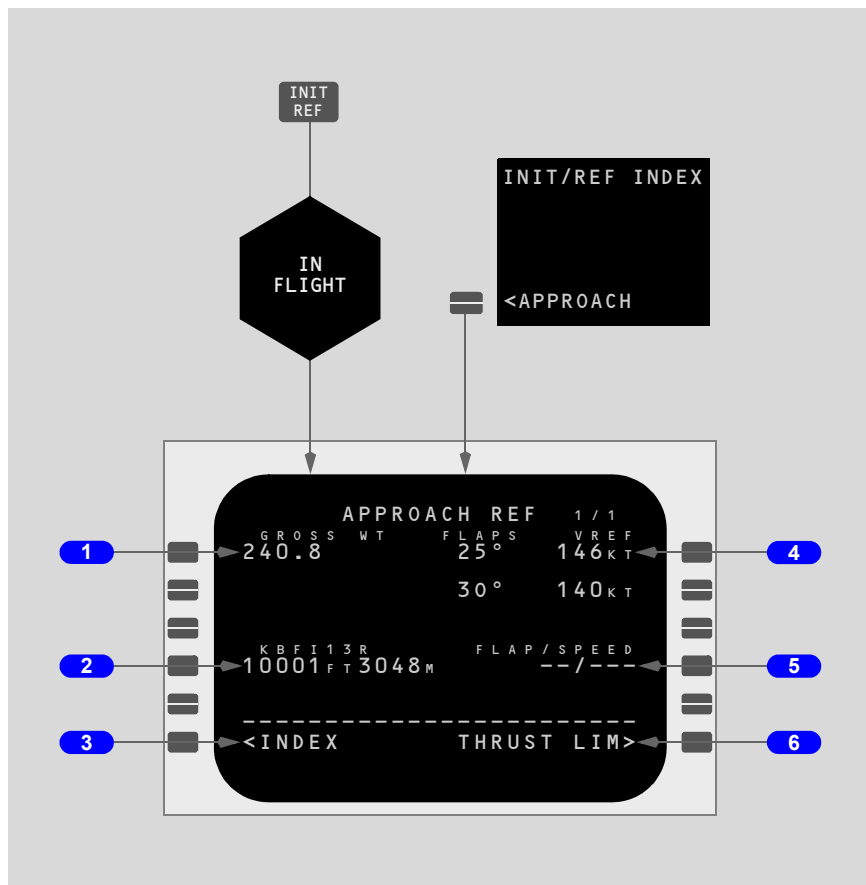 INIT
REF
INIT/REF INDEX
IN
FLIGHT
<APPROACH
APPROACH REF 1/1
GROSS WT FLAPS VREF
1 240.8 25° 146KT 4
30° 140KT
KBFI13R FLAP/SPEED
2 10001FT3048M --/--- 5
------------------------
3 <INDEX THRUST LIM> 6